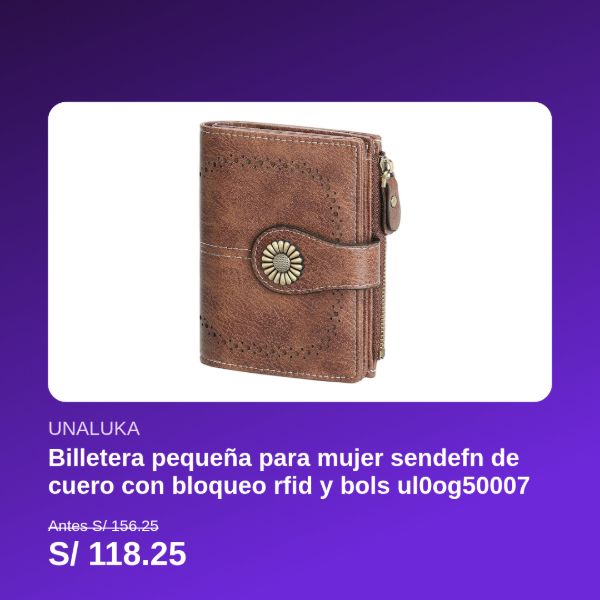 UNALUKA
Billetera pequeña para mujer sendefn de
cuero con bloqueo rfid y bols ul0og50007
Antes S/ 156.25
S/ 118.25